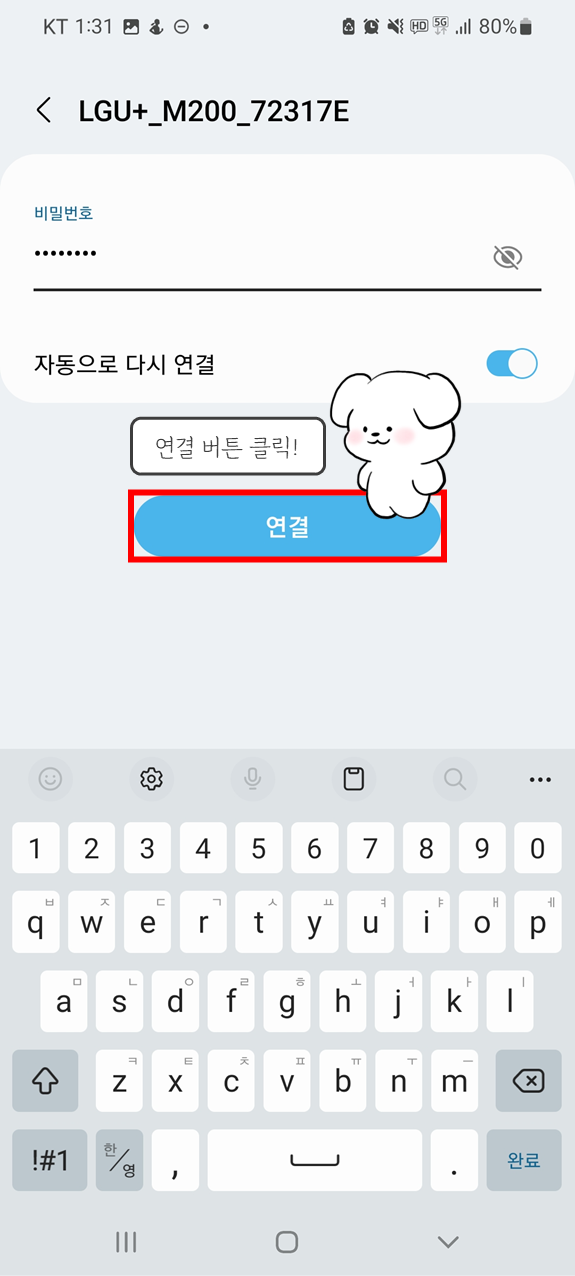 KT 1:31 HD 5G 80%
LGU+_M200_72317E
비밀번호
••••••••
자동으로 다시 연결
연결 버튼 클릭!
연결
1 2 3 4 5 6 7 8 9 0
ㅂ ㅈ ㄷ ㄱ ㅅ ㅛ ㅕ ㅑ ㅐ ㅔ
q w e r t y u i o p
ㅁ ㄴ ㅇ ㄹ ㅎ ㅗ ㅓ ㅏ ㅣ
a s d f g h j k l
ㅋ ㅌ ㅊ ㅍ ㅠ ㅜ ㅡ
z x c v b n m
!#1 한/영 , . 완료